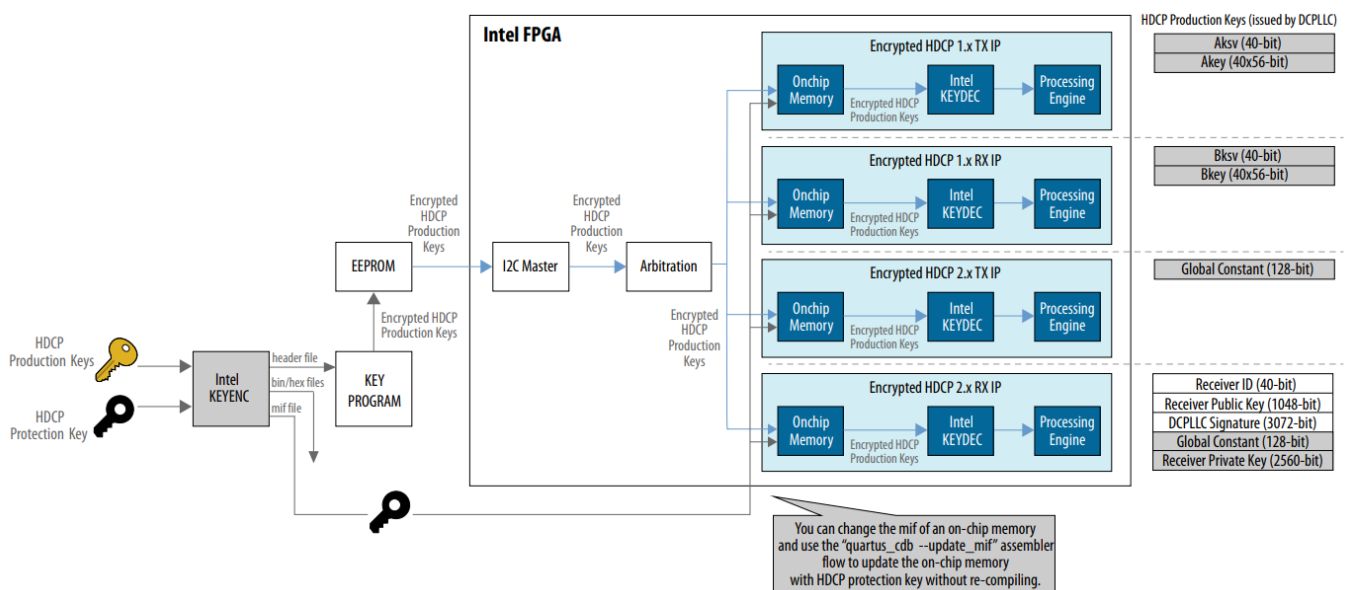 Intel FPGA
HDCP Production Keys (issued by DCPLLC)
Encrypted HDCP 1.x TX IP
Onchip
Memory
Encrypted HDCP
Production Keys
Intel
KEYDEC
Processing
Engine
Aksv (40-bit)
Akey (40x56-bit)
Encrypted HDCP 1.x RX IP
Onchip
Memory
Encrypted HDCP
Production Keys
Intel
KEYDEC
Processing
Engine
Bksv (40-bit)
Bkey (40x56-bit)
Encrypted
HDCP
Production
Keys
Encrypted
HDCP
Production
Keys
EEPROM
I2C Master
Arbitration
Encrypted HDCP 2.x TX IP
Onchip
Memory
Encrypted HDCP
Production Keys
Intel
KEYDEC
Processing
Engine
Global Constant (128-bit)
Encrypted HDCP
Production Keys
Encrypted
HDCP
Production
Keys
HDCP
Production Keys
HDCP
Protection Key
Intel
KEYENC
header file
bin/hex files
mif file
KEY
PROGRAM
Encrypted HDCP 2.x RX IP
Onchip
Memory
Encrypted HDCP
Production Keys
Intel
KEYDEC
Processing
Engine
Receiver ID (40-bit)
Receiver Public Key (1048-bit)
DCPLLC Signature (3072-bit)
Global Constant (128-bit)
Receiver Private Key (2560-bit)
You can change the mif of an on-chip memory
and use the "quartus_cdb --update_mif" assembler
flow to update the on-chip memory
with HDCP protection key without re-compiling.